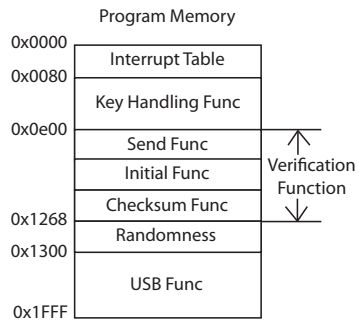 Program Memory
0x0000
Interrupt Table
0x0080
Key Handling Func
0x0e00
Send Func
Initial Func
Verification
Function
Checksum Func
0x1268
Randomness
0x1300
USB Func
0x1FFF